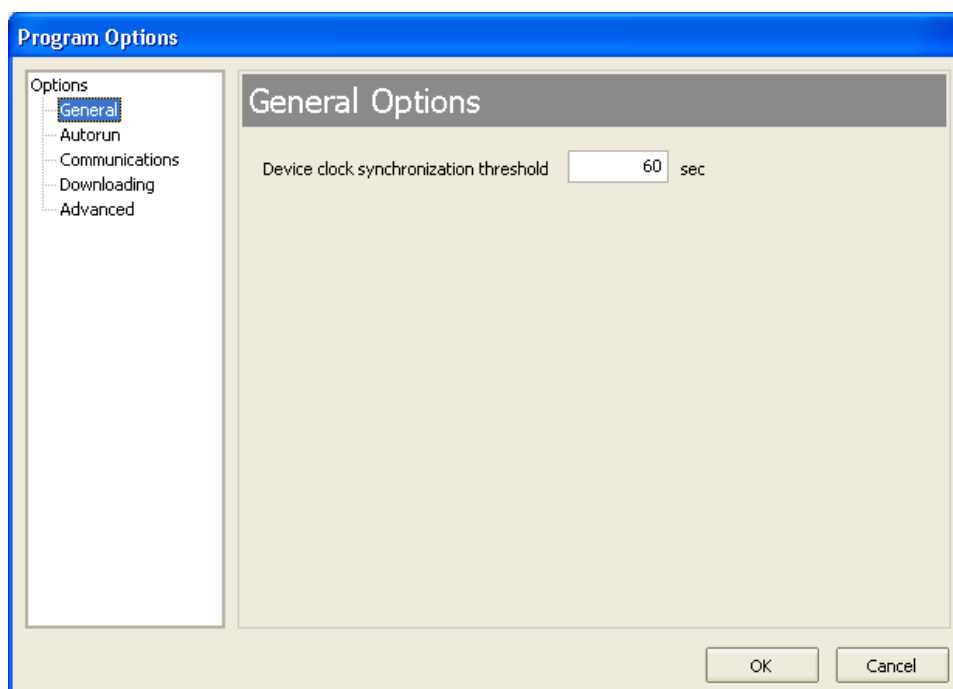 Program Options
Options
General
Autorun
Communications
Downloading
Advanced
General Options
Device clock synchronization threshold 60 sec
OK Cancel